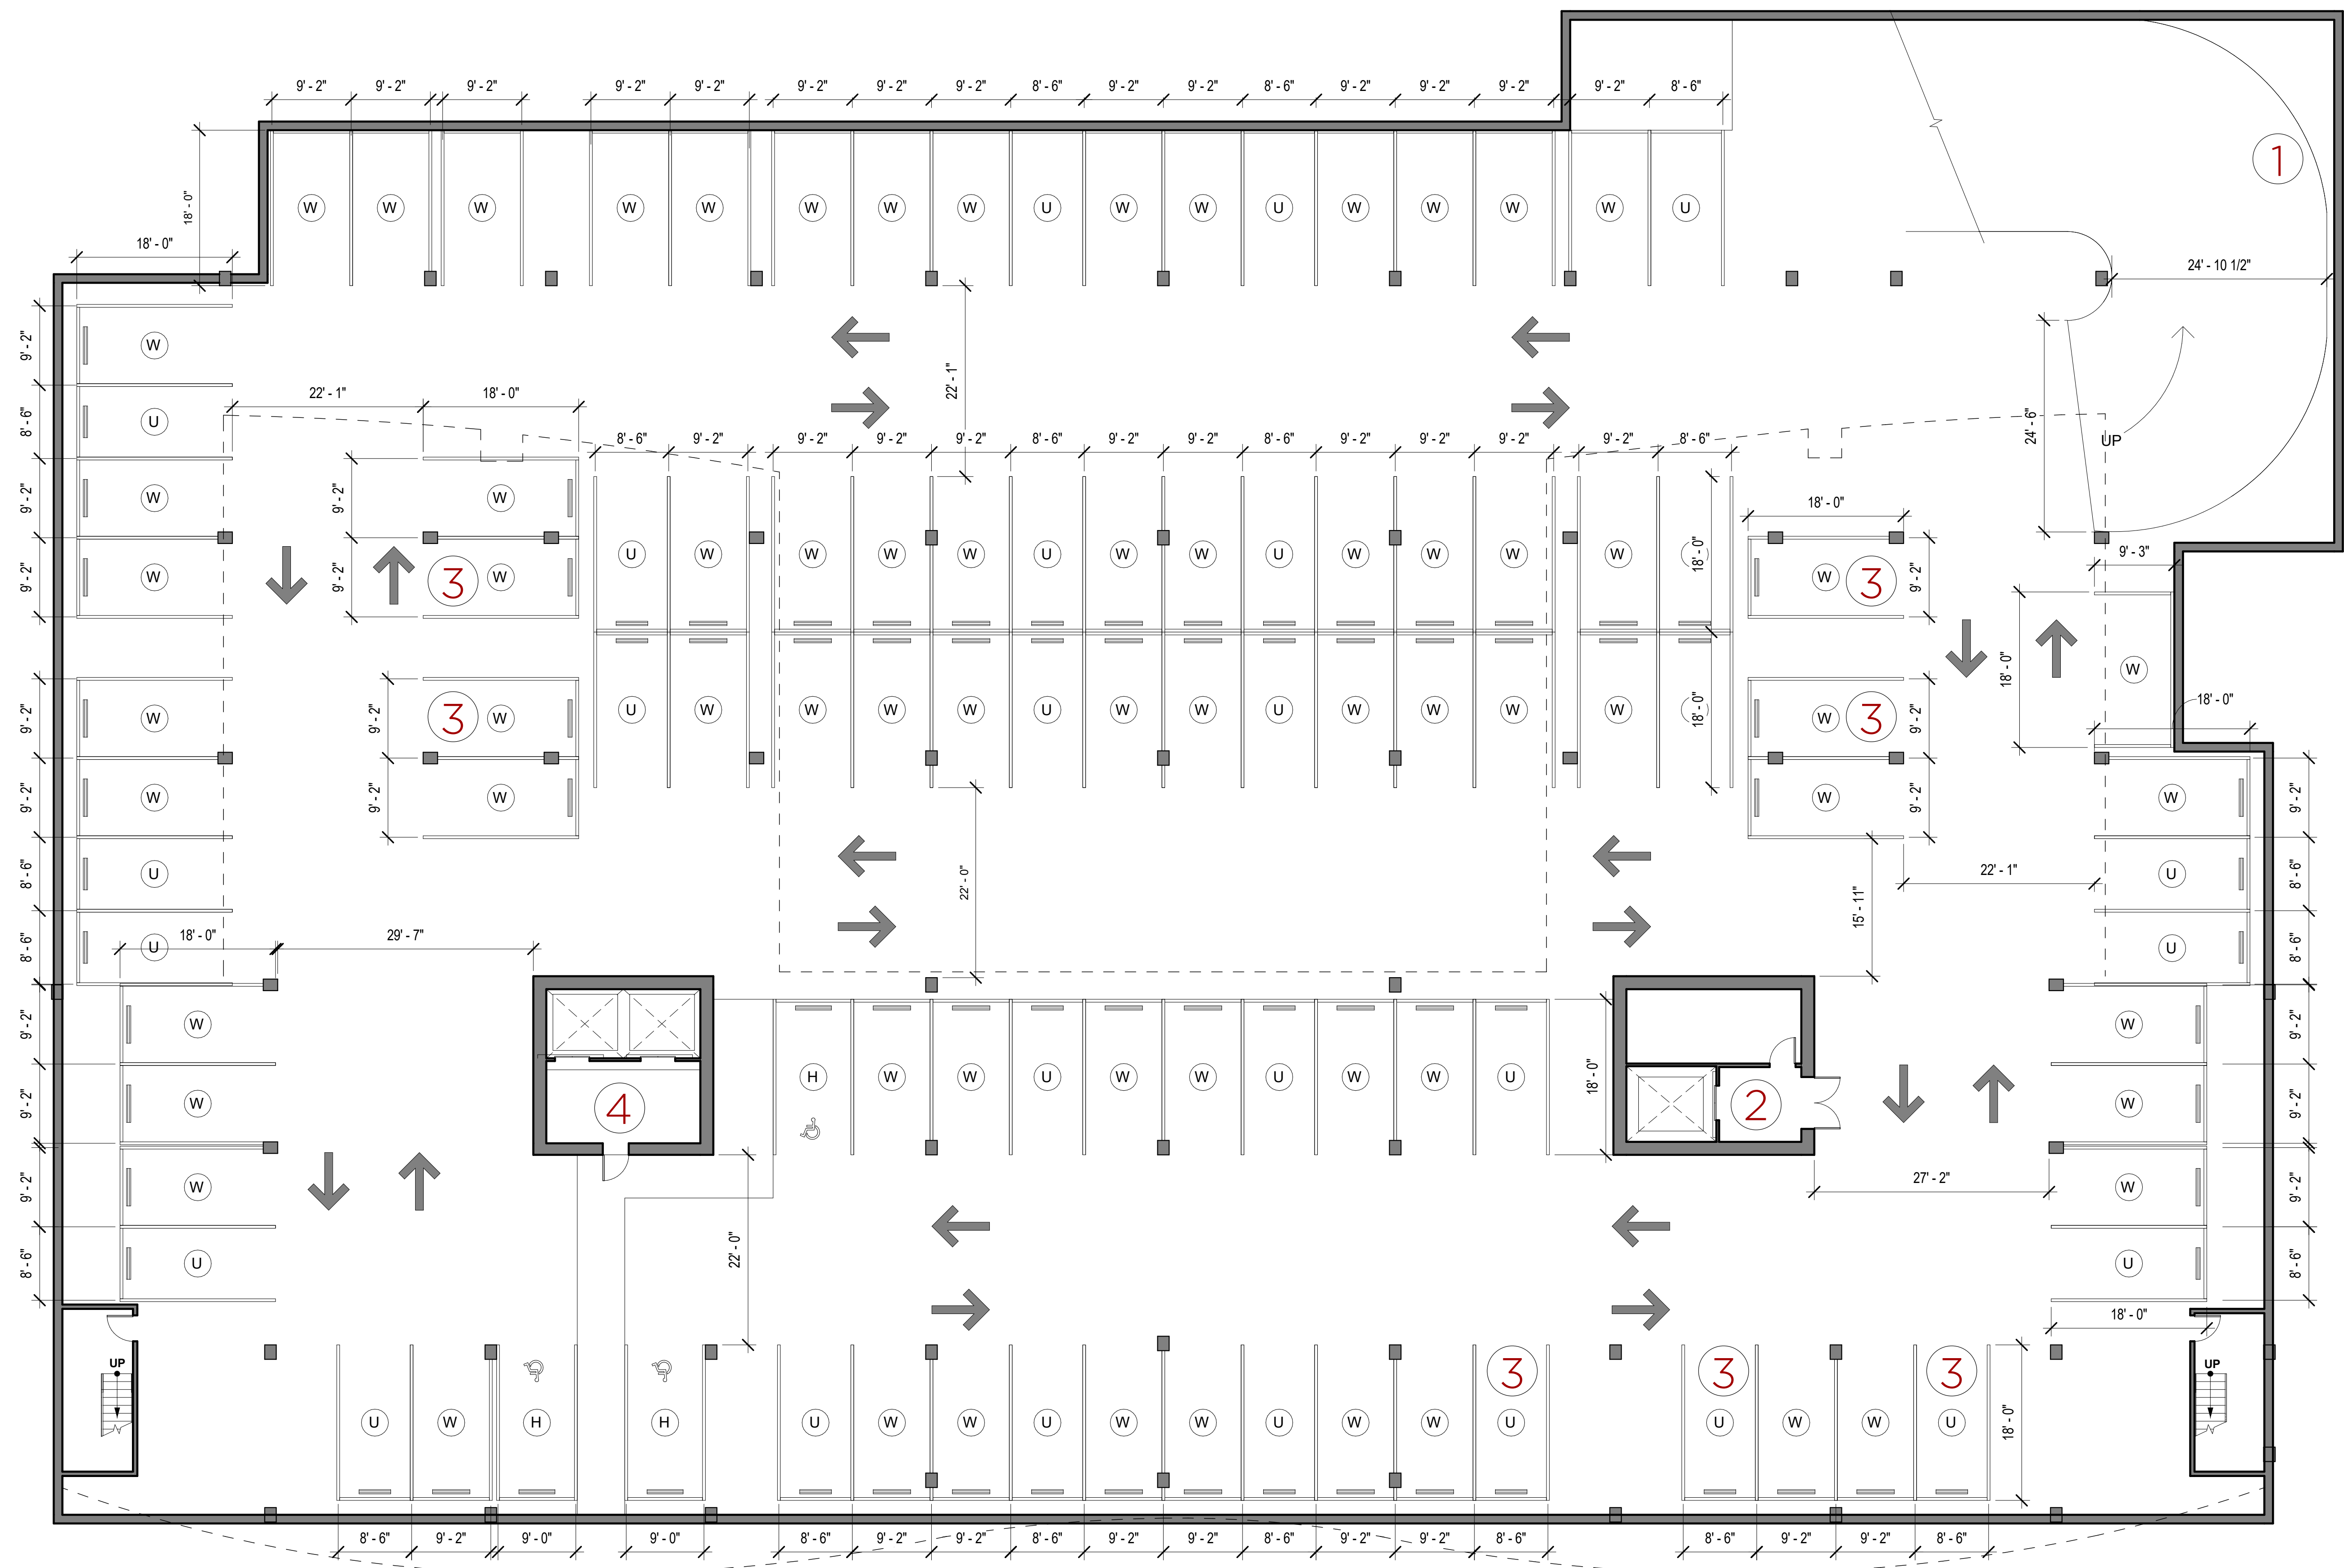 9' - 2" 9' - 2" 9' - 2" 9' - 2" 9' - 2" 9' - 2" 9' - 2" 9' - 2" 8' - 6" 9' - 2" 9' - 2" 8' - 6" 9' - 2" 9' - 2" 9' - 2" 9' - 2" 8' - 6"
1
18' - 0"
W W W W W W W W U W W U W W W W U
18' - 0"
24' - 10 1/2"
9' - 2" W
22' - 1"
22' - 1" 18' - 0"
8' - 6" U
24' - 6"
UP
8' - 6" 9' - 2" 9' - 2" 9' - 2" 9' - 2" 8' - 6" 9' - 2" 9' - 2" 8' - 6" 9' - 2" 9' - 2" 9' - 2" 9' - 2" 8' - 6"
9' - 2" W 9' - 2" W
18' - 0"
9' - 3"
U W W W W U W W U W W W W 18' - 0"
9' - 2" W 9' - 2" 3 W W 3 9' - 2"
18' - 0" W
18' - 0"
U W W W W U W W U W W W W 18' - 0"
9' - 2" W 9' - 2" 3 W W 3 9' - 2"
9' - 2" W 9' - 2" W W 9' - 2" W 9' - 2"
8' - 6" U 22' - 0" 22' - 1" U 8' - 6"
15' - 11"
18' - 0" 29' - 7"
8' - 6" U U 8' - 6"
9' - 2" W W 9' - 2"
H W W U W W U W W U 18' - 0"
9' - 2" W 4 2 W 9' - 2"
27' - 2"
9' - 2" W W 9' - 2"
22' - 0"
8' - 6" U U 8' - 6"
18' - 0"
UP UP
3 3 3
U W H H U W W U W W U W W U U W W U 18' - 0"
8' - 6" 9' - 2" 9' - 0" 9' - 0" 8' - 6" 9' - 2" 9' - 2" 8' - 6" 9' - 2" 9' - 2" 8' - 6" 9' - 2" 9' - 2" 8' - 6" 8' - 6" 9' - 2" 9' - 2" 8' - 6"